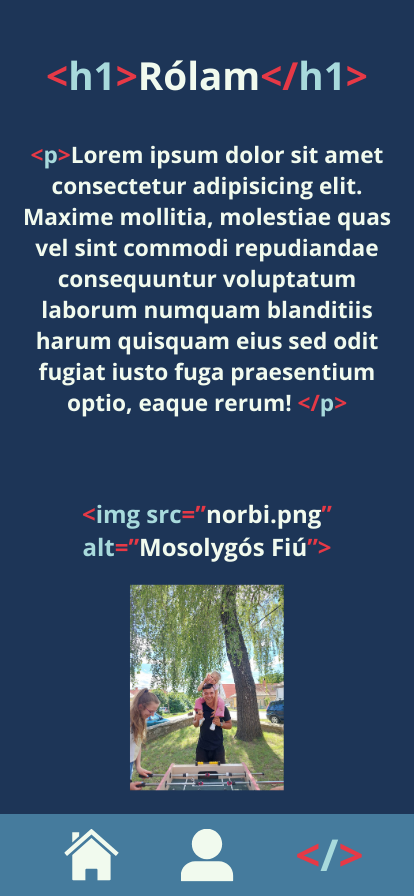 <h1>Rólam</h1>
<p>Lorem ipsum dolor sit amet
consectetur adipisicing elit.
Maxime mollitia, molestiae quas
vel sint commodi repudiandae
consequuntur voluptatum
laborum numquam blanditiis
harum quisquam eius sed odit
fugiat iusto fuga praesentium
optio, eaque rerum! </p>
<img src=”norbi.png”
alt=”Mosolygós Fiú”>
</>